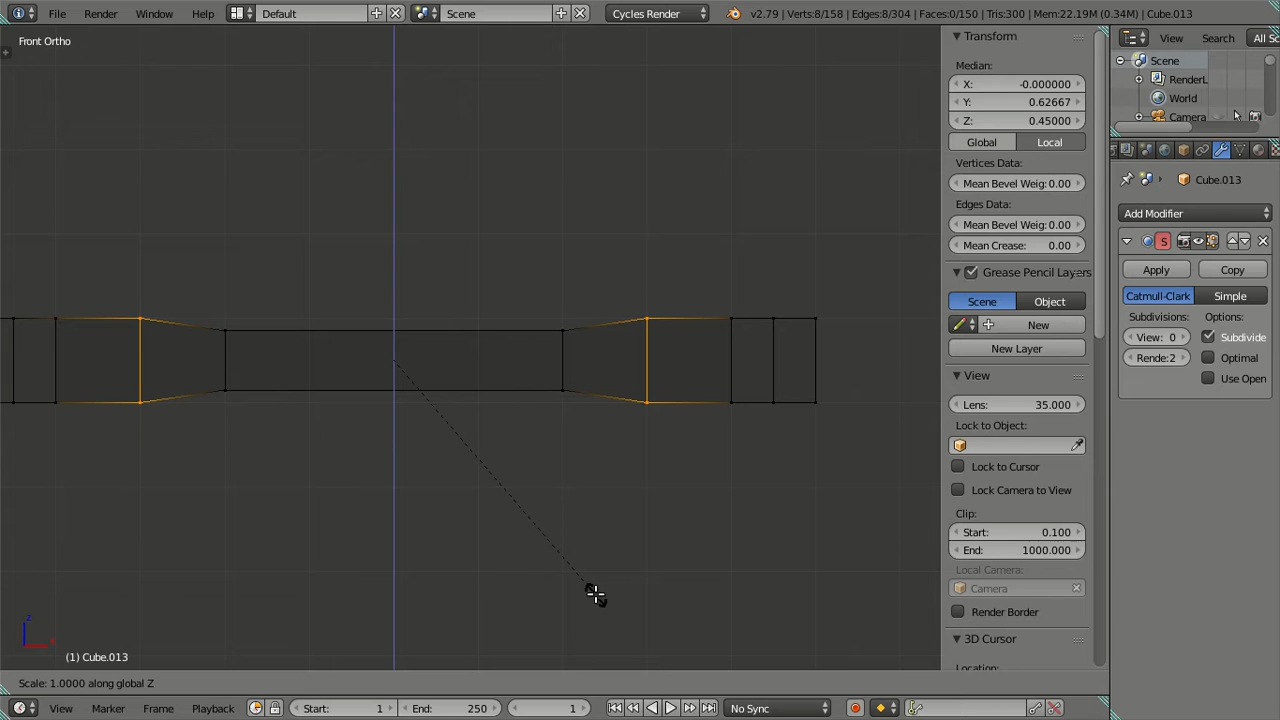 File Render Window Help Default Scene Cycles Render v2.79 | Verts:8/158 | Edges:8/304 | Faces:0/150 | Tris:300 | Mem:22.19M (0.34M) | Cube.013
Front Ortho
Transform
Median:
X: -0.000000
Y: 0.62667
Z: 0.45000
Global Local
Vertices Data:
Mean Bevel Weig: 0.00
Edges Data:
Mean Bevel Weig: 0.00
Mean Crease: 0.00
Grease Pencil Layers
Scene Object
New
New Layer
View
Lens: 35.000
Lock to Object:
Lock to Cursor
Lock Camera to View
Clip:
Start: 0.100
End: 1000.000
Local Camera:
Camera
Render Border
3D Cursor
Location:
View Search All Sc
Scene
RenderL
World
Camera
Cube.013
Add Modifier
S
Apply Copy
Catmull-Clark Simple
Subdivisions: Options:
View: 0 Subdivide
Rende: 2 Optimal
Use Open
z
x
(1) Cube.013
Scale: 1.0000 along global Z
View Marker Frame Playback Start: 1 End: 250 1 No Sync